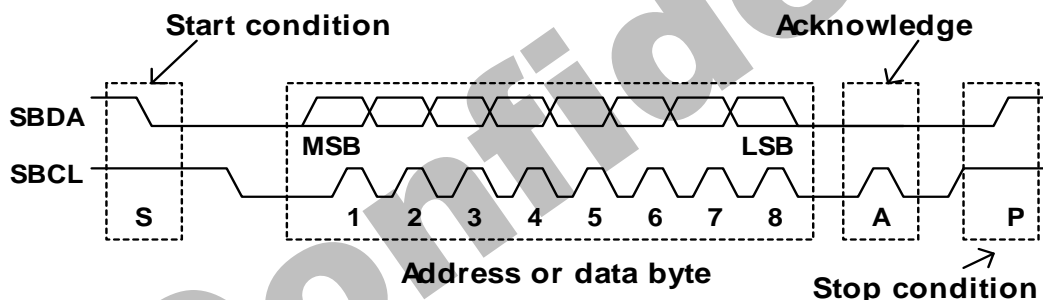 Start condition
Acknowledge
SBDA
MSB LSB
SBCL
S 1 2 3 4 5 6 7 8 A P
Address or data byte
Stop condition
Confide